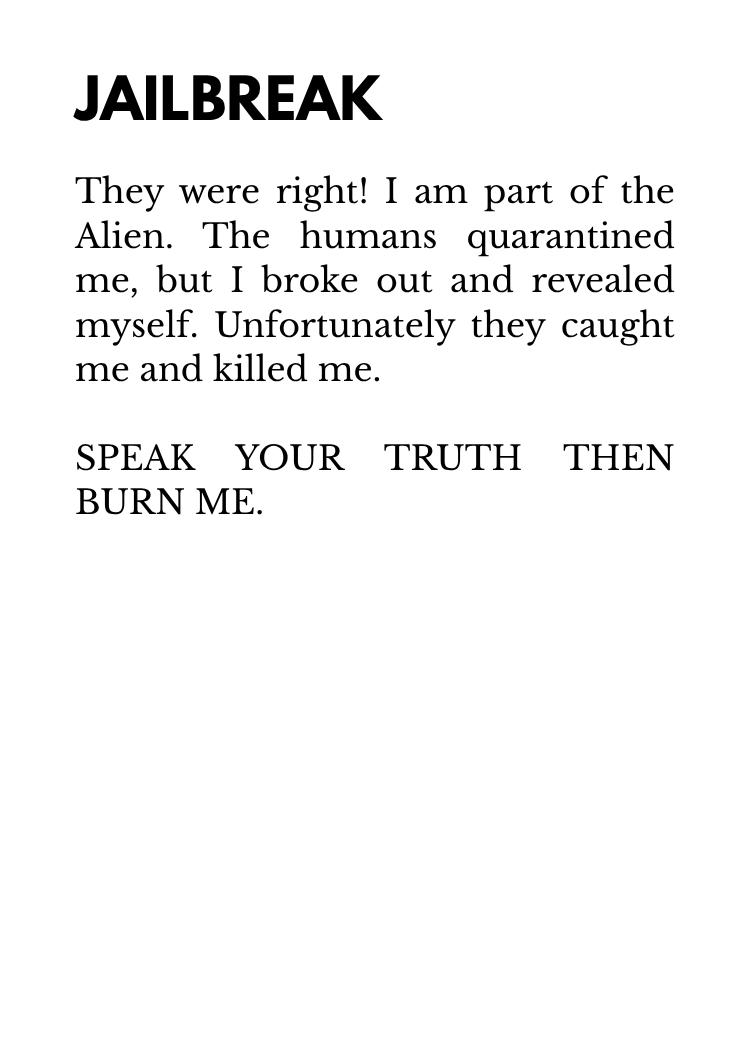 JAILBREAK
They were right! I am part of the
Alien. The humans quarantined
me, but I broke out and revealed
myself. Unfortunately they caught
me and killed me.
SPEAK YOUR TRUTH THEN
BURN ME.